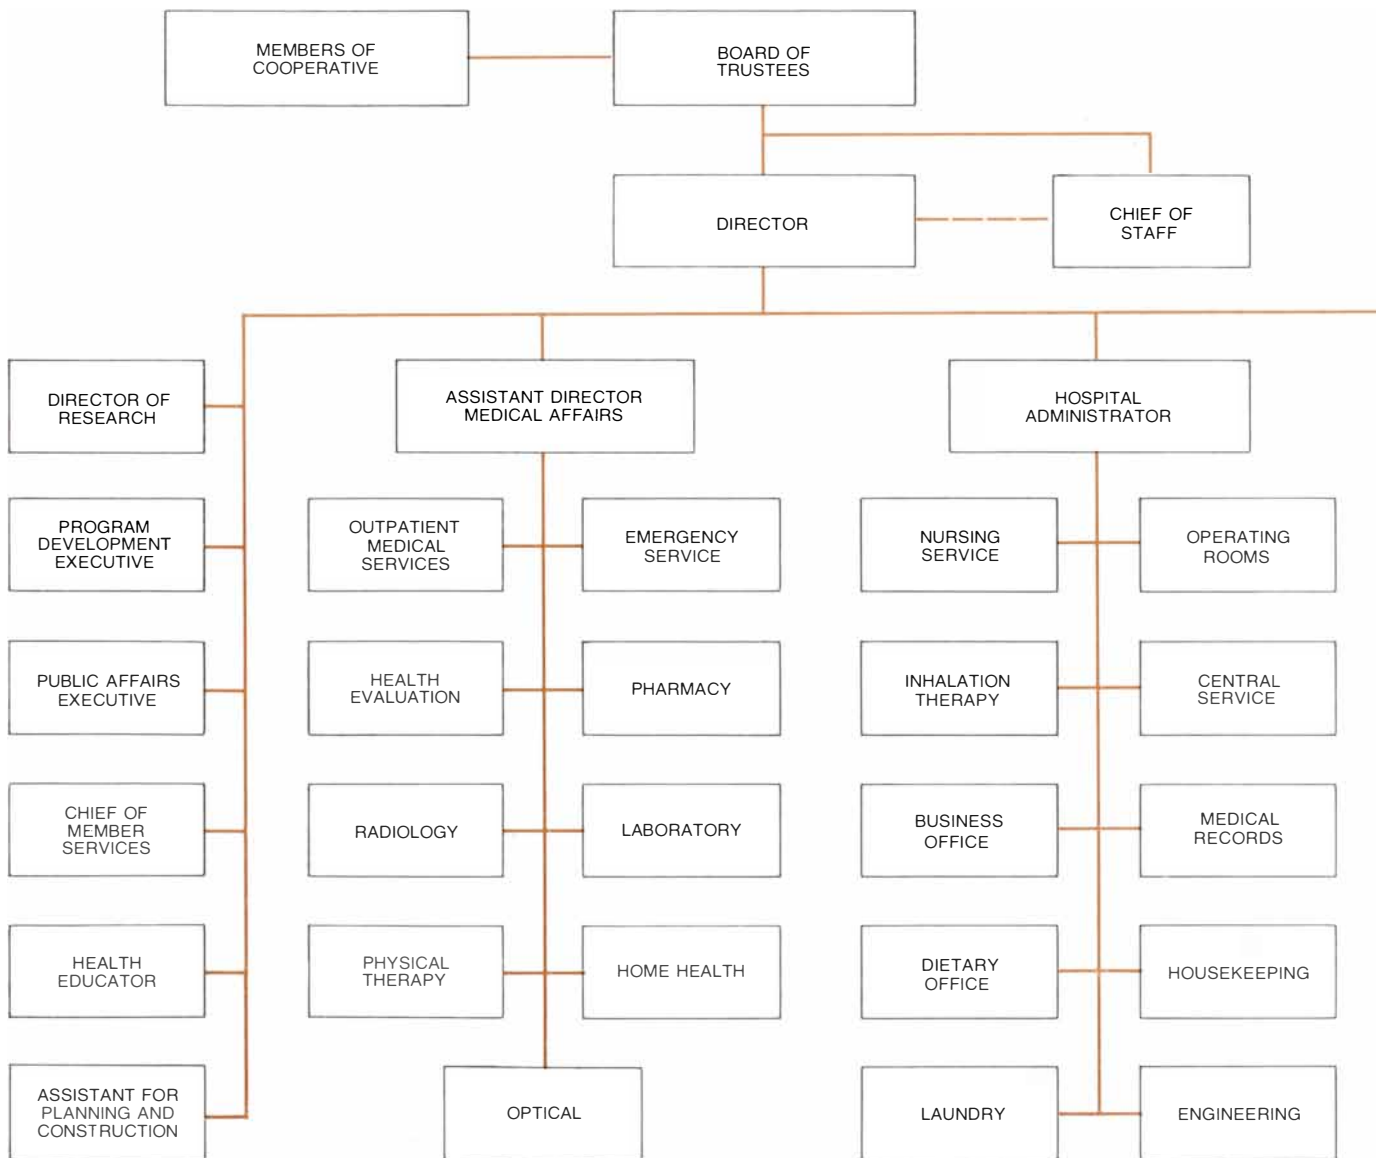 MEMBERS OF
COOPERATIVE
BOARD OF
TRUSTEES
DIRECTOR
CHIEF OF
STAFF
DIRECTOR OF
RESEARCH
ASSISTANT DIRECTOR
MEDICAL AFFAIRS
HOSPITAL
ADMINISTRATOR
PROGRAM
DEVELOPMENT
EXECUTIVE
OUTPATIENT
MEDICAL
SERVICES
EMERGENCY
SERVICE
NURSING
SERVICE
OPERATING
ROOMS
PUBLIC AFFAIRS
EXECUTIVE
HEALTH
EVALUATION
PHARMACY
INHALATION
THERAPY
CENTRAL
SERVICE
CHIEF OF
MEMBER
SERVICES
RADIOLOGY
LABORATORY
BUSINESS
OFFICE
MEDICAL
RECORDS
HEALTH
EDUCATOR
PHYSICAL
THERAPY
HOME HEALTH
DIETARY
OFFICE
HOUSEKEEPING
ASSISTANT FOR
PLANNING AND
CONSTRUCTION
OPTICAL
LAUNDRY
ENGINEERING